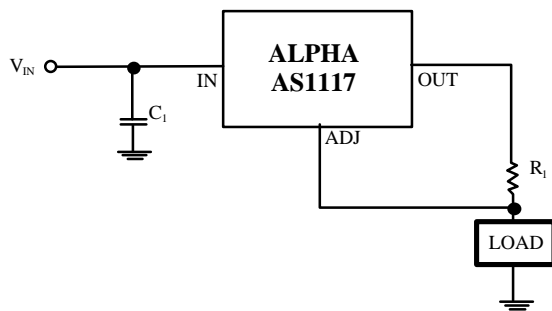 ALPHA
AS1117
V_IN
IN
OUT
C_1
ADJ
R_1
LOAD